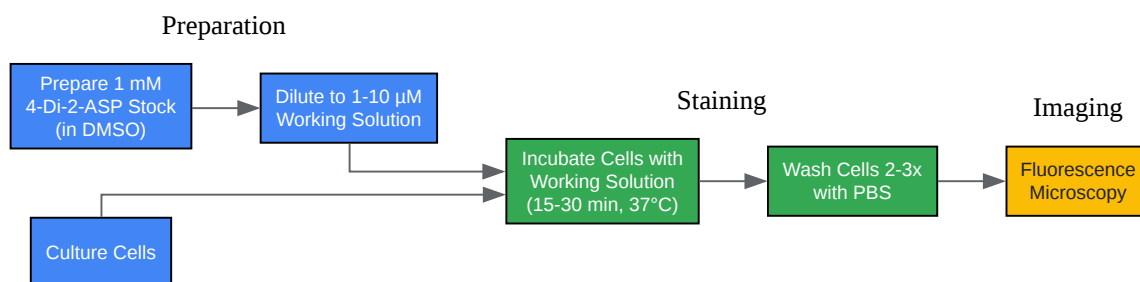 Preparation
Prepare 1 mM
4-Di-2-ASP Stock
(in DMSO)
Dilute to 1-10 µM
Working Solution
Culture Cells
Staining
Incubate Cells with
Working Solution
(15-30 min, 37°C)
Wash Cells 2-3x
with PBS
Imaging
Fluorescence
Microscopy